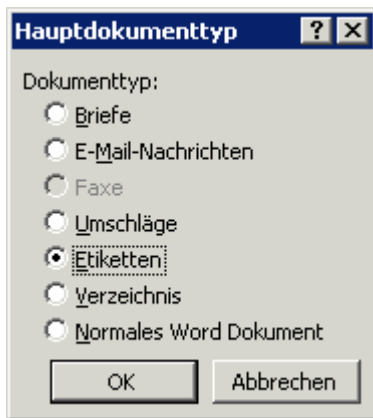 Hauptdokumenttyp
Dokumenttyp:
Briefe
E-Mail-Nachrichten
Faxe
Umschläge
Etiketten
Verzeichnis
Normales Word Dokument
OK Abbrechen